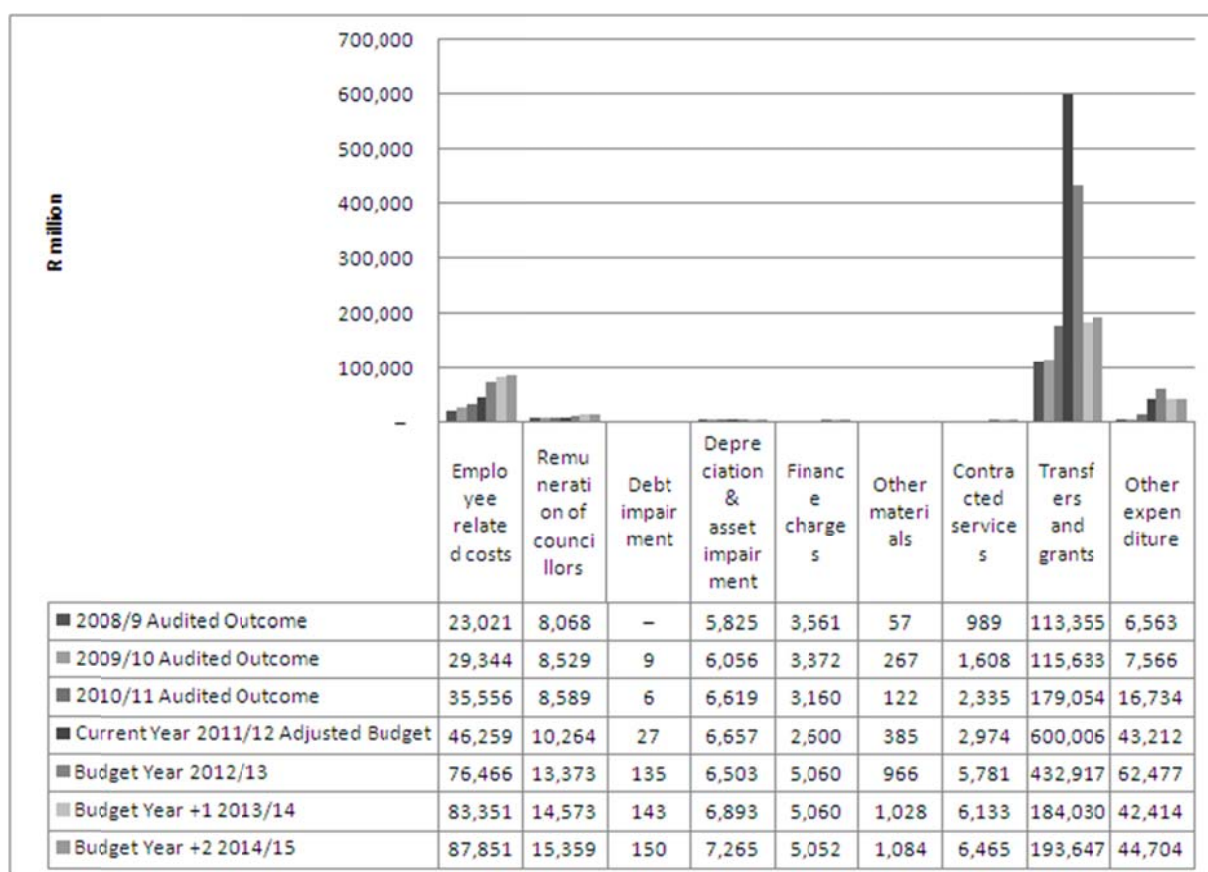 700,000
600,000
500,000
400,000
300,000
200,000
100,000
–
R million
Emplo
yee
relate
d costs
Remu
nerati
on of
counci
llors
Debt
impair
ment
Depre
ciation
&
asset
impair
ment
Financ
e
charge
s
Other
materi
als
Contra
cted
service
s
Transf
ers
and
grants
Other
expen
diture
2008/9 Audited Outcome 23,021 8,068 – 5,825 3,561 57 989 113,355 6,563
2009/10 Audited Outcome 29,344 8,529 9 6,056 3,372 267 1,608 115,633 7,566
2010/11 Audited Outcome 35,556 8,589 6 6,619 3,160 122 2,335 179,054 16,734
Current Year 2011/12 Adjusted Budget 46,259 10,264 27 6,657 2,600 385 2,974 600,006 43,212
Budget Year 2012/13 76,466 13,373 135 6,503 5,060 966 5,781 432,917 62,477
Budget Year +1 2013/14 83,351 14,573 143 6,893 5,060 1,028 6,133 184,030 42,414
Budget Year +2 2014/15 87,851 15,359 150 7,265 5,052 1,084 6,465 193,647 44,704